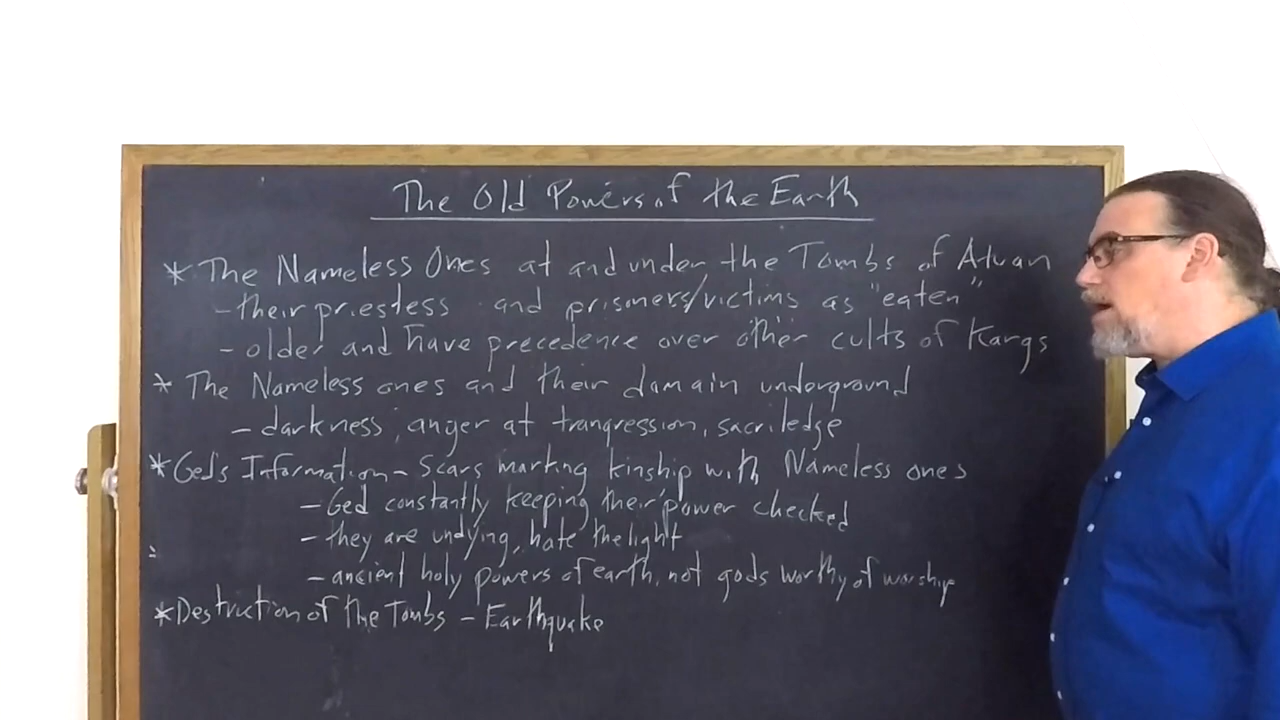 The Old Powers of the Earth
* The Nameless Ones at and under the Tombs of Atuan
- their priestess and prisoners/victims as "eaten"
- older and have precedence over other cults of Kargs
* The Nameless ones and their domain underground
- darkness, anger at trangression, sacriledge
* Ged's Information - Scars marking kinship with Nameless ones
- Ged constantly keeping their power checked
- they are undying, hate the light
- ancient holy powers of earth, not gods worthy of worship
* Destruction of the Tombs - Earthquake